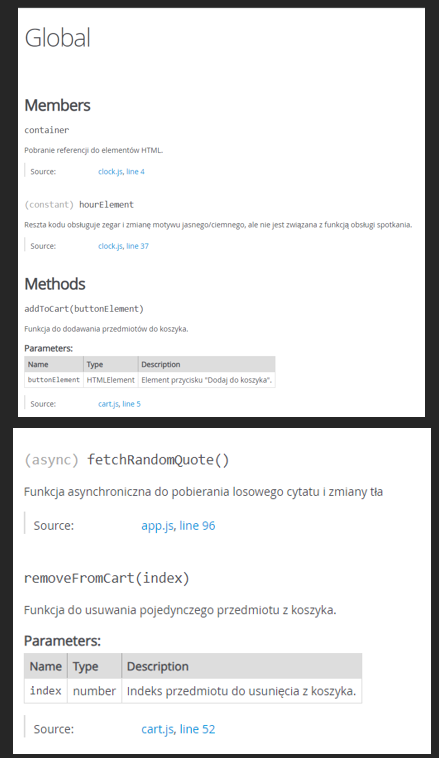 Global
Members
container
Pobranie referencji do elementów HTML.
Source: clock.js, line 4
(constant) hourElement
Reszta kodu obsługuje zegar i zmianę motywu jasnego/ciemnego, ale nie jest związana z funkcją obsługi spotkania.
Source: clock.js, line 37
Methods
addToCart(buttonElement)
Funkcja do dodawania przedmiotów do koszyka.
Parameters:
Name Type Description
buttonElement HTMLElement Element przycisku "Dodaj do koszyka".
Source: cart.js, line 5
(async) fetchRandomQuote()
Funkcja asynchroniczna do pobierania losowego cytatu i zmiany tła
Source: app.js, line 96
removeFromCart(index)
Funkcja do usuwania pojedynczego przedmiotu z koszyka.
Parameters:
Name Type Description
index number Indeks przedmiotu do usunięcia z koszyka.
Source: cart.js, line 52